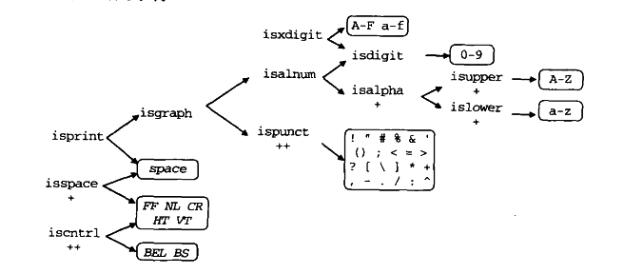 isxdigit
A-F a-f
isdigit
0-9
isalnum
isupper
+
A-Z
isalpha
+
islower
+
a-z
isgraph
ispunct
++
! " # % & '
( ) ; < = >
? [ \ ] * +
, - . / : ^
isprint
space
isspace
+
FF NL CR
HT VT
iscntrl
++
BEL BS